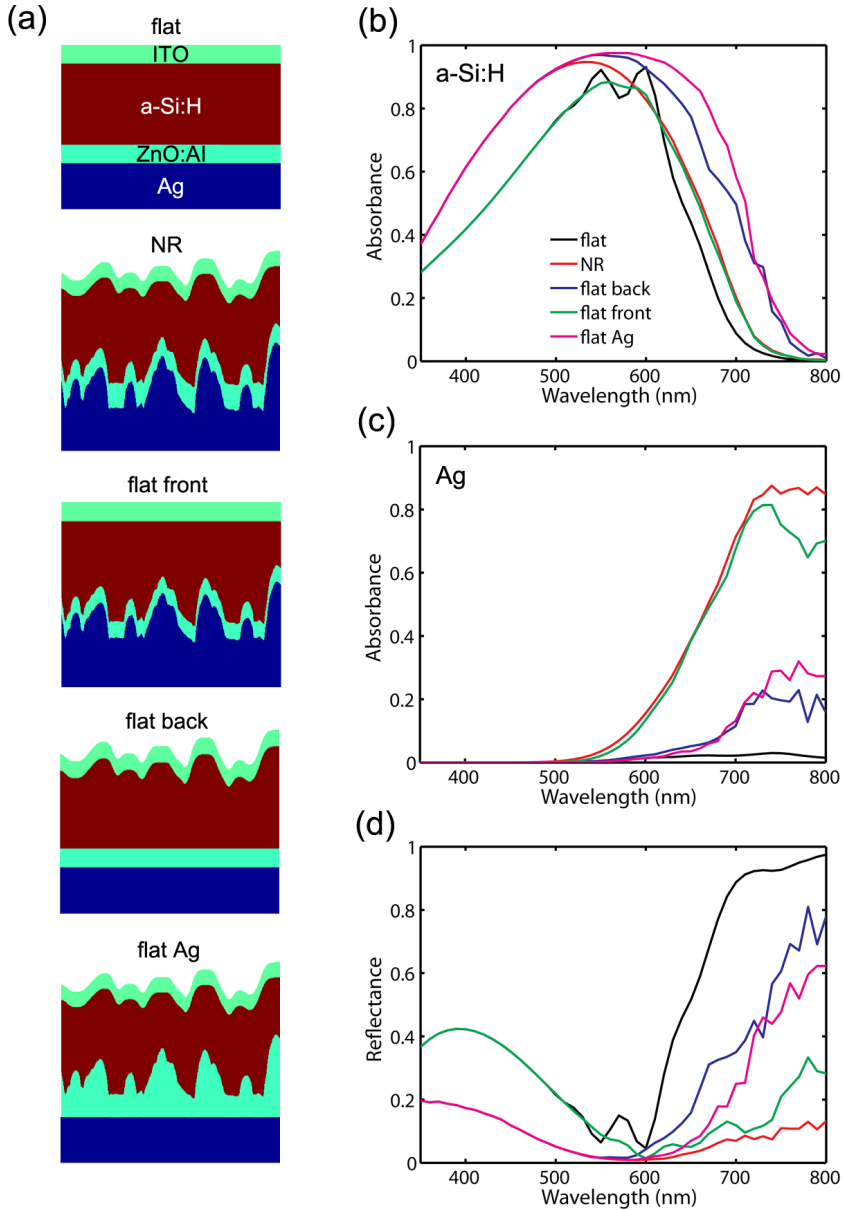 (a)
flat
ITO
a-Si:H
ZnO:Al
Ag
NR
flat front
flat back
flat Ag
(b)
a-Si:H
Absorbance
1
0.8
0.6
0.4
0.2
0
flat
NR
flat back
flat front
flat Ag
400 500 600 700 800
Wavelength (nm)
(c)
Ag
Absorbance
1
0.8
0.6
0.4
0.2
0
400 500 600 700 800
Wavelength (nm)
(d)
Reflectance
1
0.8
0.6
0.4
0.2
0
400 500 600 700 800
Wavelength (nm)